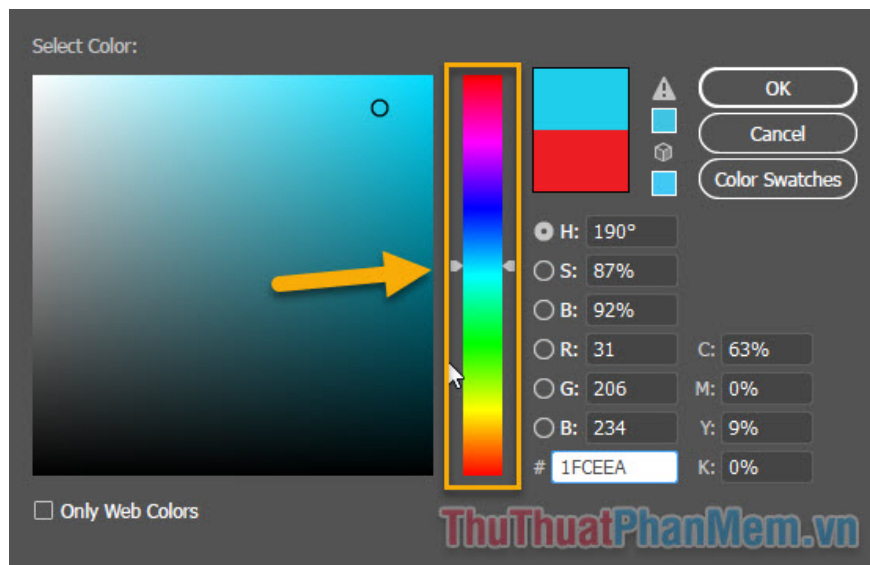 Select Color:
OK
Cancel
Color Swatches
H: 190°
S: 87%
B: 92%
R: 31 C: 63%
G: 206 M: 0%
B: 234 Y: 9%
# 1FCEEA K: 0%
Only Web Colors
ThuThuatPhanMem.vn